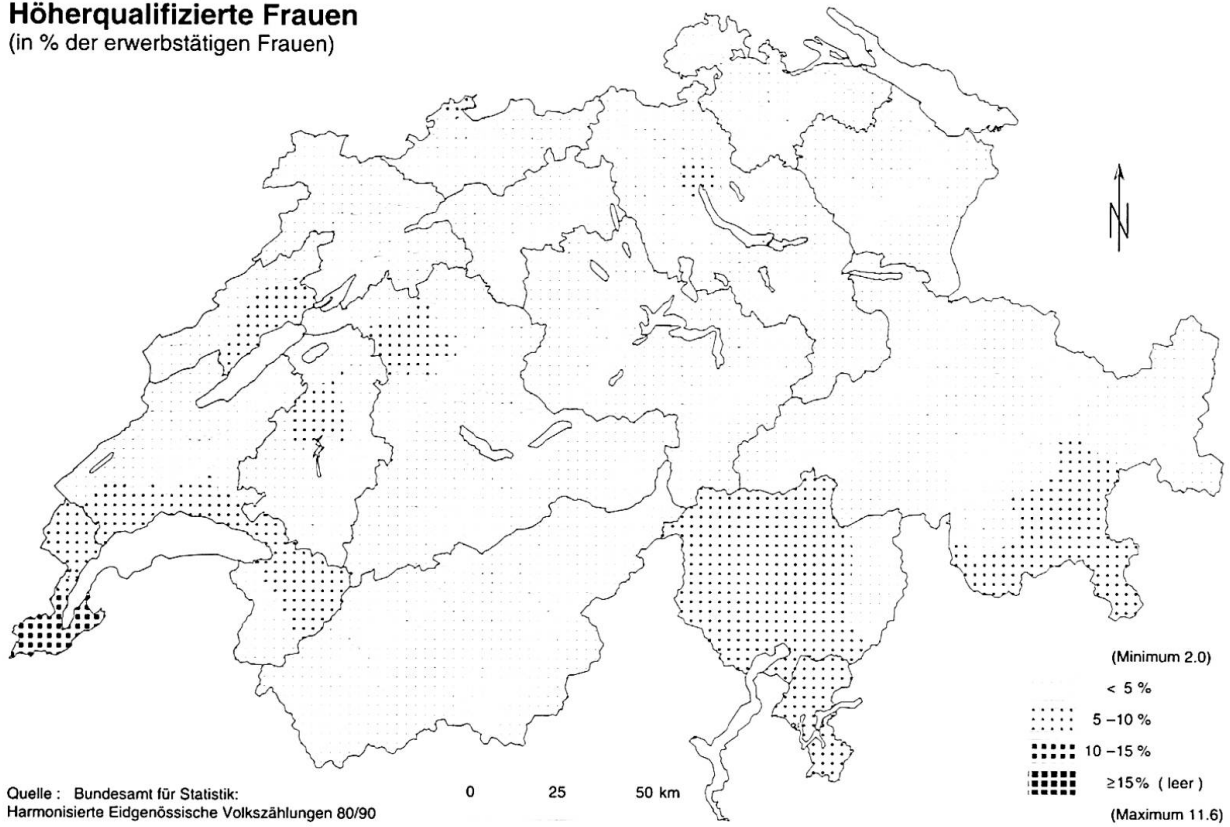 Höherqualifizierte Frauen
(in % der erwerbstätigen Frauen)
N
(Minimum 2.0)
< 5 %
5 –10 %
10 –15 %
≥15% ( leer )
(Maximum 11.6)
Quelle : Bundesamt für Statistik:
Harmonisierte Eidgenössische Volkszählungen 80/90
0 25 50 km